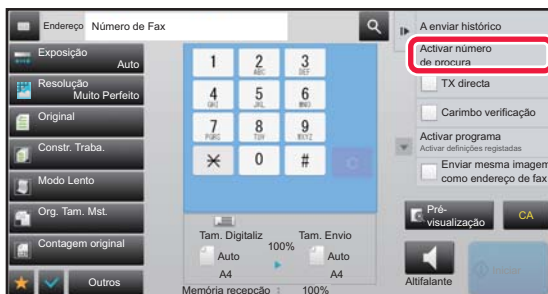 Endereço Número de Fax
Exposição
Auto
Resolução
Muito Perfeito
Original
Constr. Traba.
Modo Lento
Org. Tam. Mst.
Contagem original
Outros
1
2
ABC
3
DEF
4
GHI
5
JKL
6
MNO
7
PQRS
8
TUV
9
WXYZ
0
#
C
Tam. Digitaliz
100%
Tam. Envio
Auto
A4
Auto
A4
Memória recepção : 100%
A enviar histórico
Activar número
de procura
TX directa
Carimbo verificação
Activar programa
Activar definições registadas
Enviar mesma imagem
como endereço de fax
Pré-
visualização
CA
Altifalante
Iniciar